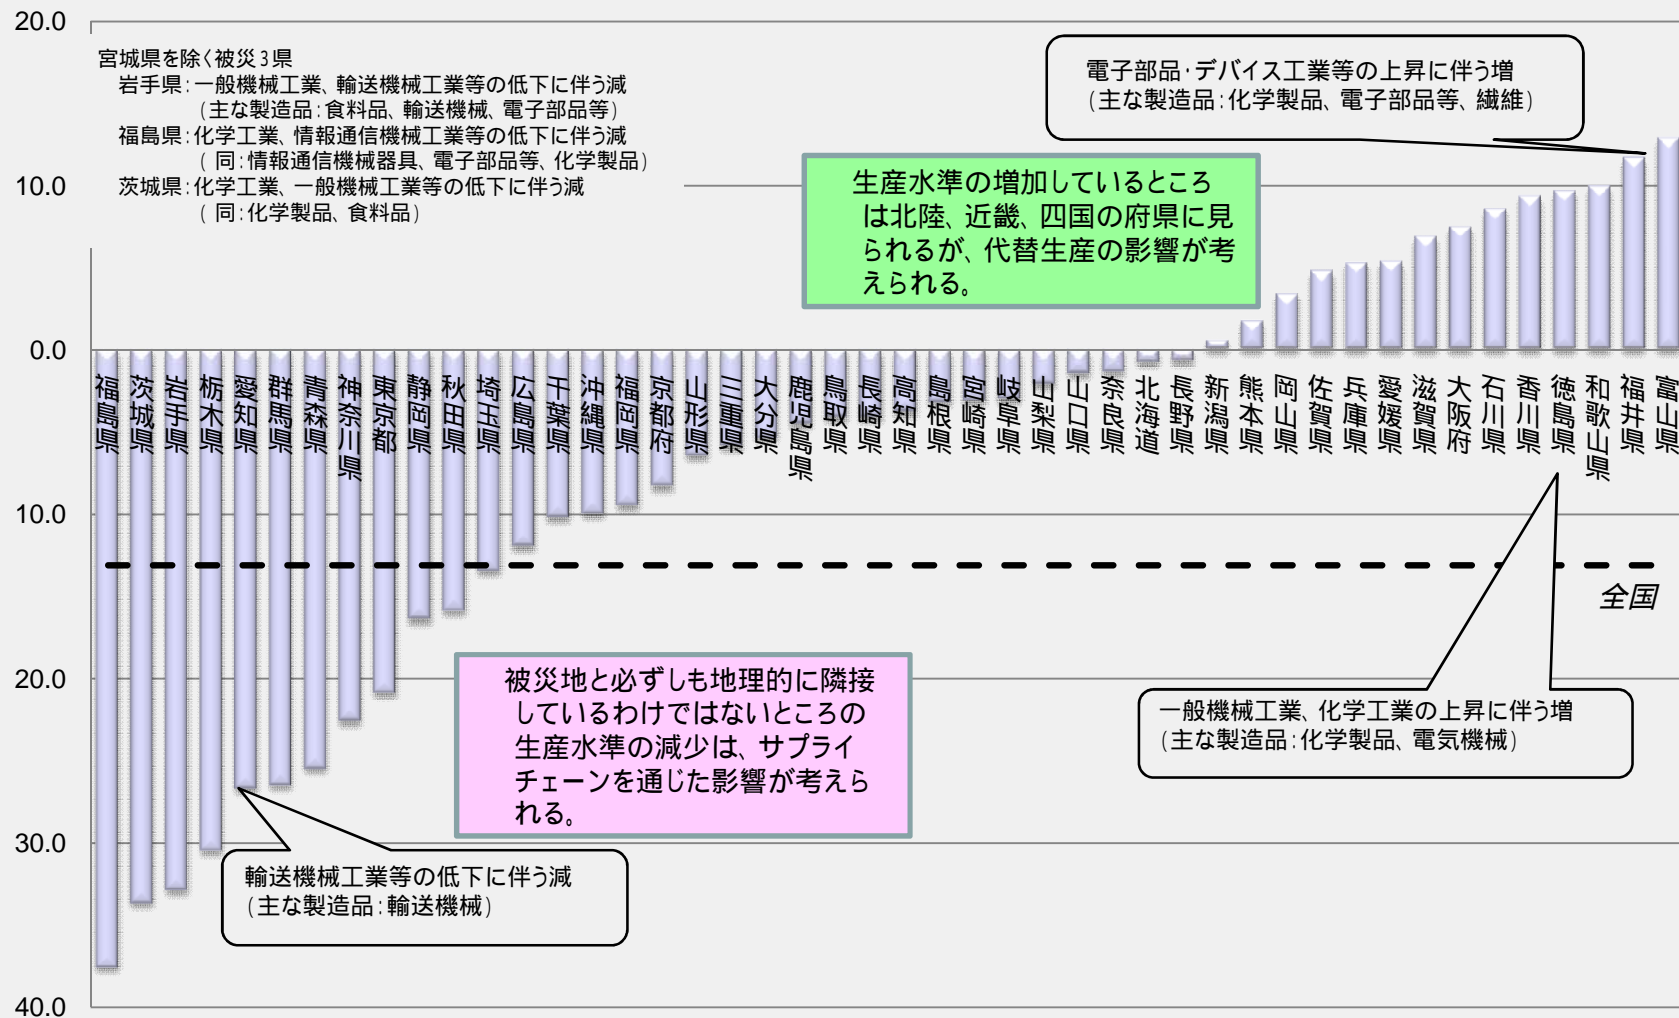 20.0
10.0
0.0
10.0
20.0
30.0
40.0
宮城県を除く被災3県
岩手県:一般機械工業、輸送機械工業等の低下に伴う減
(主な製造品:食料品、輸送機械、電子部品等)
福島県:化学工業、情報通信機械工業等の低下に伴う減
( 同:情報通信機械器具、電子部品等、化学製品)
茨城県:化学工業、一般機械工業等の低下に伴う減
( 同:化学製品、食料品)
電子部品・デバイス工業等の上昇に伴う増
(主な製造品:化学製品、電子部品等、繊維)
生産水準の増加しているところ
は北陸、近畿、四国の府県に見
られるが、代替生産の影響が考
えられる。
福島県
茨城県
岩手県
栃木県
愛知県
群馬県
青森県
神奈川県
東京都
静岡県
秋田県
埼玉県
広島県
千葉県
沖縄県
福岡県
京都府
山形県
三重県
大分県
鹿児島県
鳥取県
長崎県
高知県
島根県
宮崎県
岐阜県
山梨県
山口県
奈良県
北海道
長野県
新潟県
熊本県
岡山県
佐賀県
兵庫県
愛媛県
滋賀県
大阪府
石川県
香川県
徳島県
和歌山県
福井県
富山県
全国
被災地と必ずしも地理的に隣接
しているわけではないところの
生産水準の減少は、サプライ
チェーンを通じた影響が考えら
れる。
一般機械工業、化学工業の上昇に伴う増
(主な製造品:化学製品、電気機械)
輸送機械工業等の低下に伴う減
(主な製造品:輸送機械)